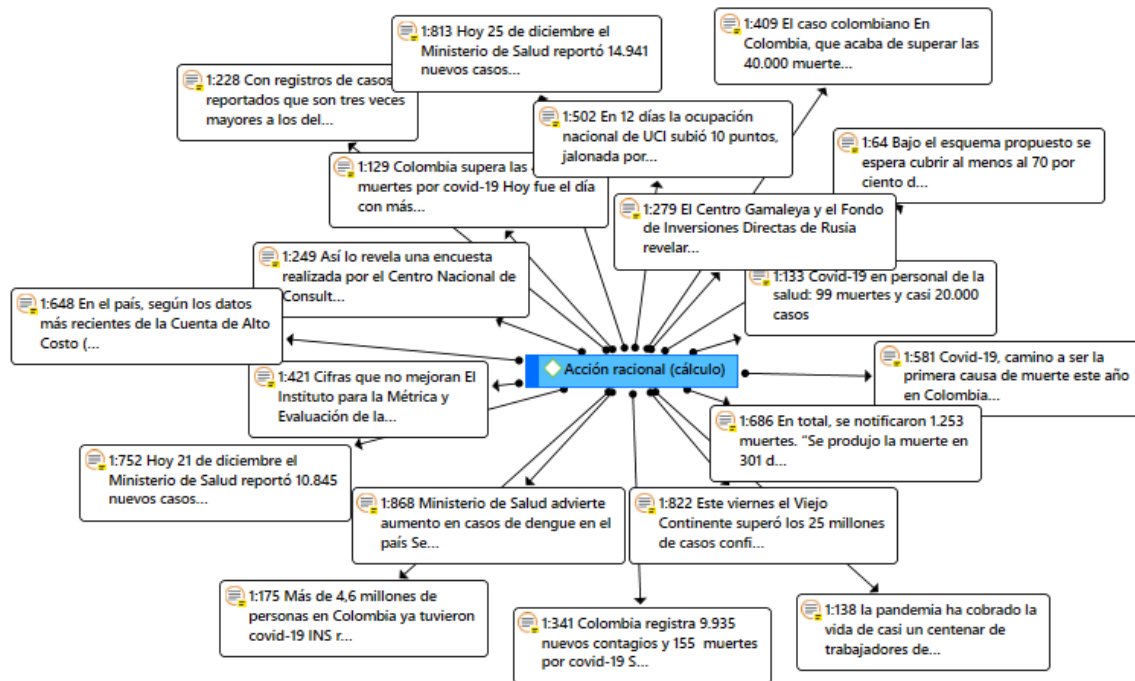 1:813 Hoy 25 de diciembre el
Ministerio de Salud reportó 14.941
nuevos casos...
1:409 El caso colombiano En
Colombia, que acaba de superar las
40.000 muerte...
1:228 Con registros de casos
reportados que son tres veces
mayores a los del...
1:502 En 12 días la ocupación
nacional de UCI subió 10 puntos,
jalonada por...
1:64 Bajo el esquema propuesto se
espera cubrir al menos al 70 por
ciento d...
1:129 Colombia supera las
muertes por covid-19 Hoy fue el día
con más...
1:279 El Centro Gamaleya y el Fondo
de Inversiones Directas de Rusia
revelar...
1:249 Así lo revela una encuesta
realizada por el Centro Nacional de
Consult...
1:133 Covid-19 en personal de la
salud: 99 muertes y casi 20.000
casos
1:648 En el país, según los datos
más recientes de la Cuenta de Alto
Costo (...
Acción racional (cálculo)
1:581 Covid-19, camino a ser la
primera causa de muerte este año
en Colombia...
1:421 Cifras que no mejoran El
Instituto para la Métrica y
Evaluación de la...
1:686 En total, se notificaron 1.253
muertes. “Se produjo la muerte en
301 d...
1:752 Hoy 21 de diciembre el
Ministerio de Salud reportó 10.845
nuevos casos...
1:868 Ministerio de Salud advierte
aumento en casos de dengue en el
país Se...
1:822 Este viernes el Viejo
Continente superó los 25 millones
de casos confi...
1:175 Más de 4,6 millones de
personas en Colombia ya tuvieron
covid-19 INS r...
1:341 Colombia registra 9.935
nuevos contagios y 155 muertes
por covid-19 S...
1:138 la pandemia ha cobrado la
vida de casi un centenar de
trabajadores de...